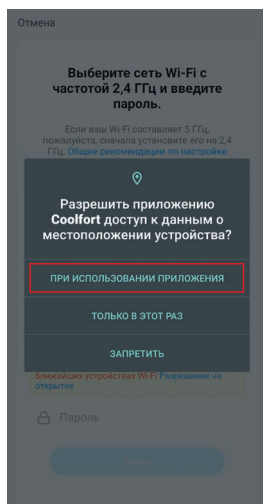 Отмена
Выберите сеть Wi-Fi с
частотой 2,4 ГГц и введите
пароль.
Если ваш Wi-Fi составляет 5 ГГц,
пожалуйста, сначала установите его на 2,4
ГГц. Общие рекомендации по настройке
Разрешить приложению
Coolfort доступ к данным о
местоположении устройства?
ПРИ ИСПОЛЬЗОВАНИИ ПРИЛОЖЕНИЯ
ТОЛЬКО В ЭТОТ РАЗ
ЗАПРЕТИТЬ
ближайших устройствах Wi-Fi Разрешение на
открытие
Пароль